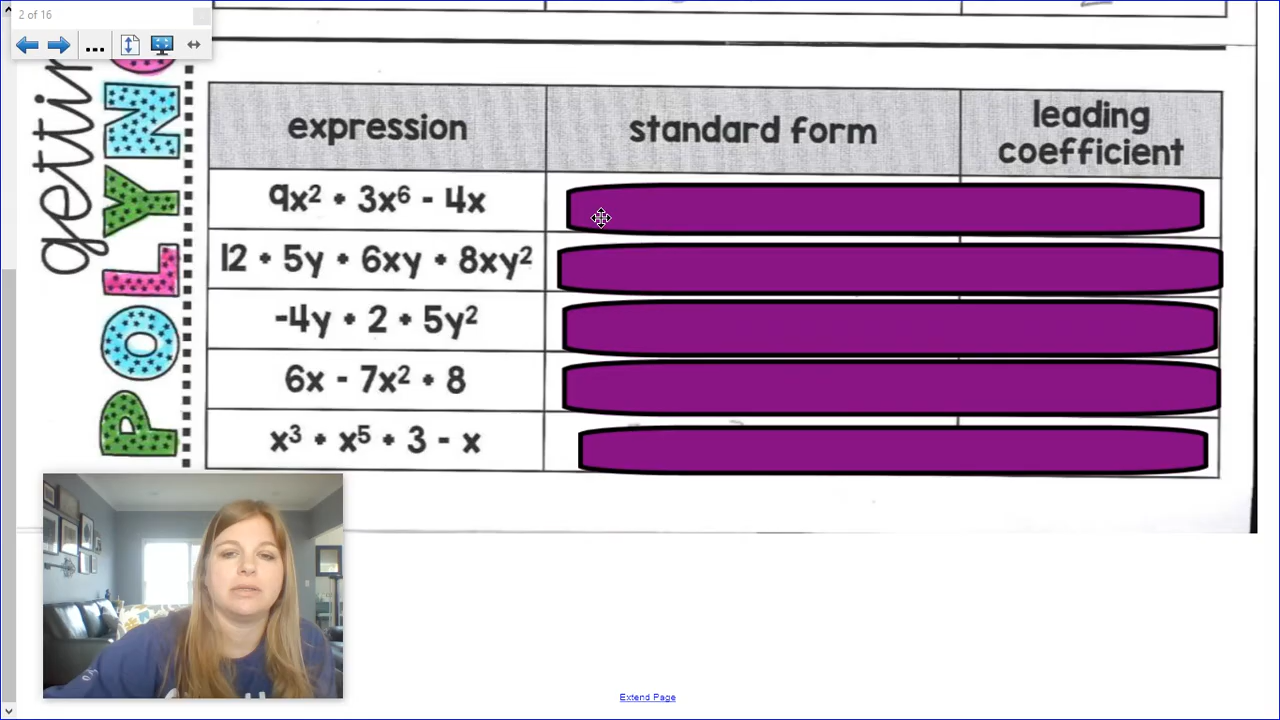 2 of 16
getti
POLYNO
expression standard form leading coefficient
9x² + 3x⁶ - 4x
12 + 5y + 6xy + 8xy²
-4y + 2 + 5y²
6x - 7x² + 8
x³ + x⁵ + 3 - x
Extend Page